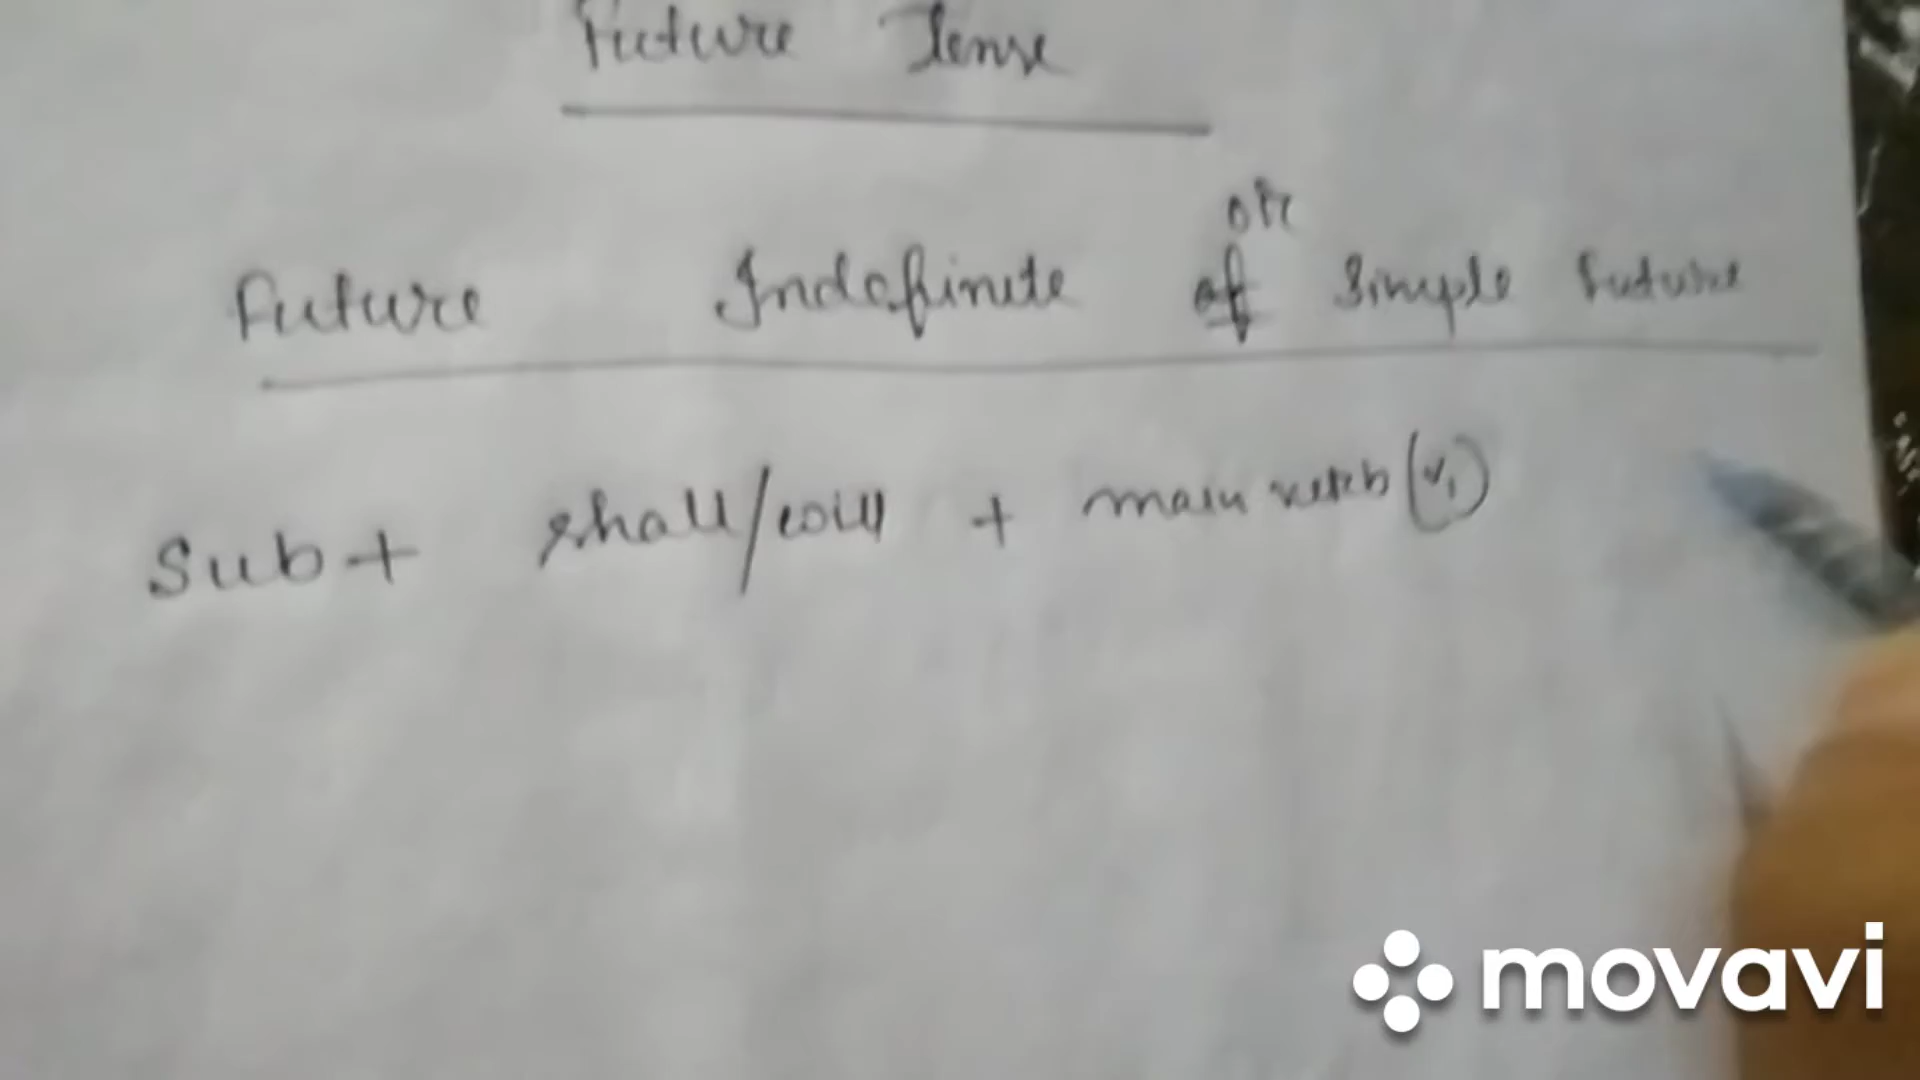 Future Tense
or
Future Indefinite of Simple Future
Sub + shall/will + main verb (V1)
movavi